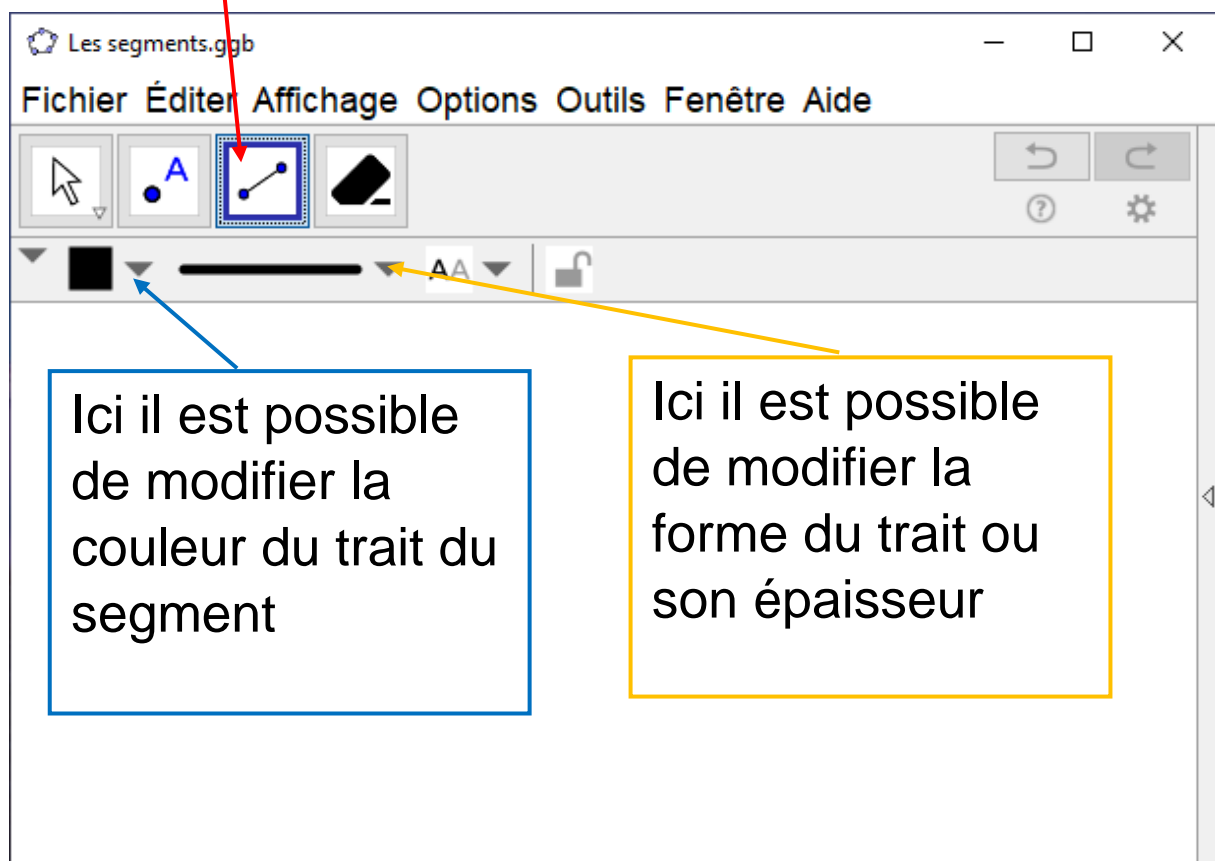 Les segments.ggb
Fichier Éditer Affichage Options Outils Fenêtre Aide
A
AA
Ici il est possible
de modifier la
couleur du trait du
segment
Ici il est possible
de modifier la
forme du trait ou
son épaisseur